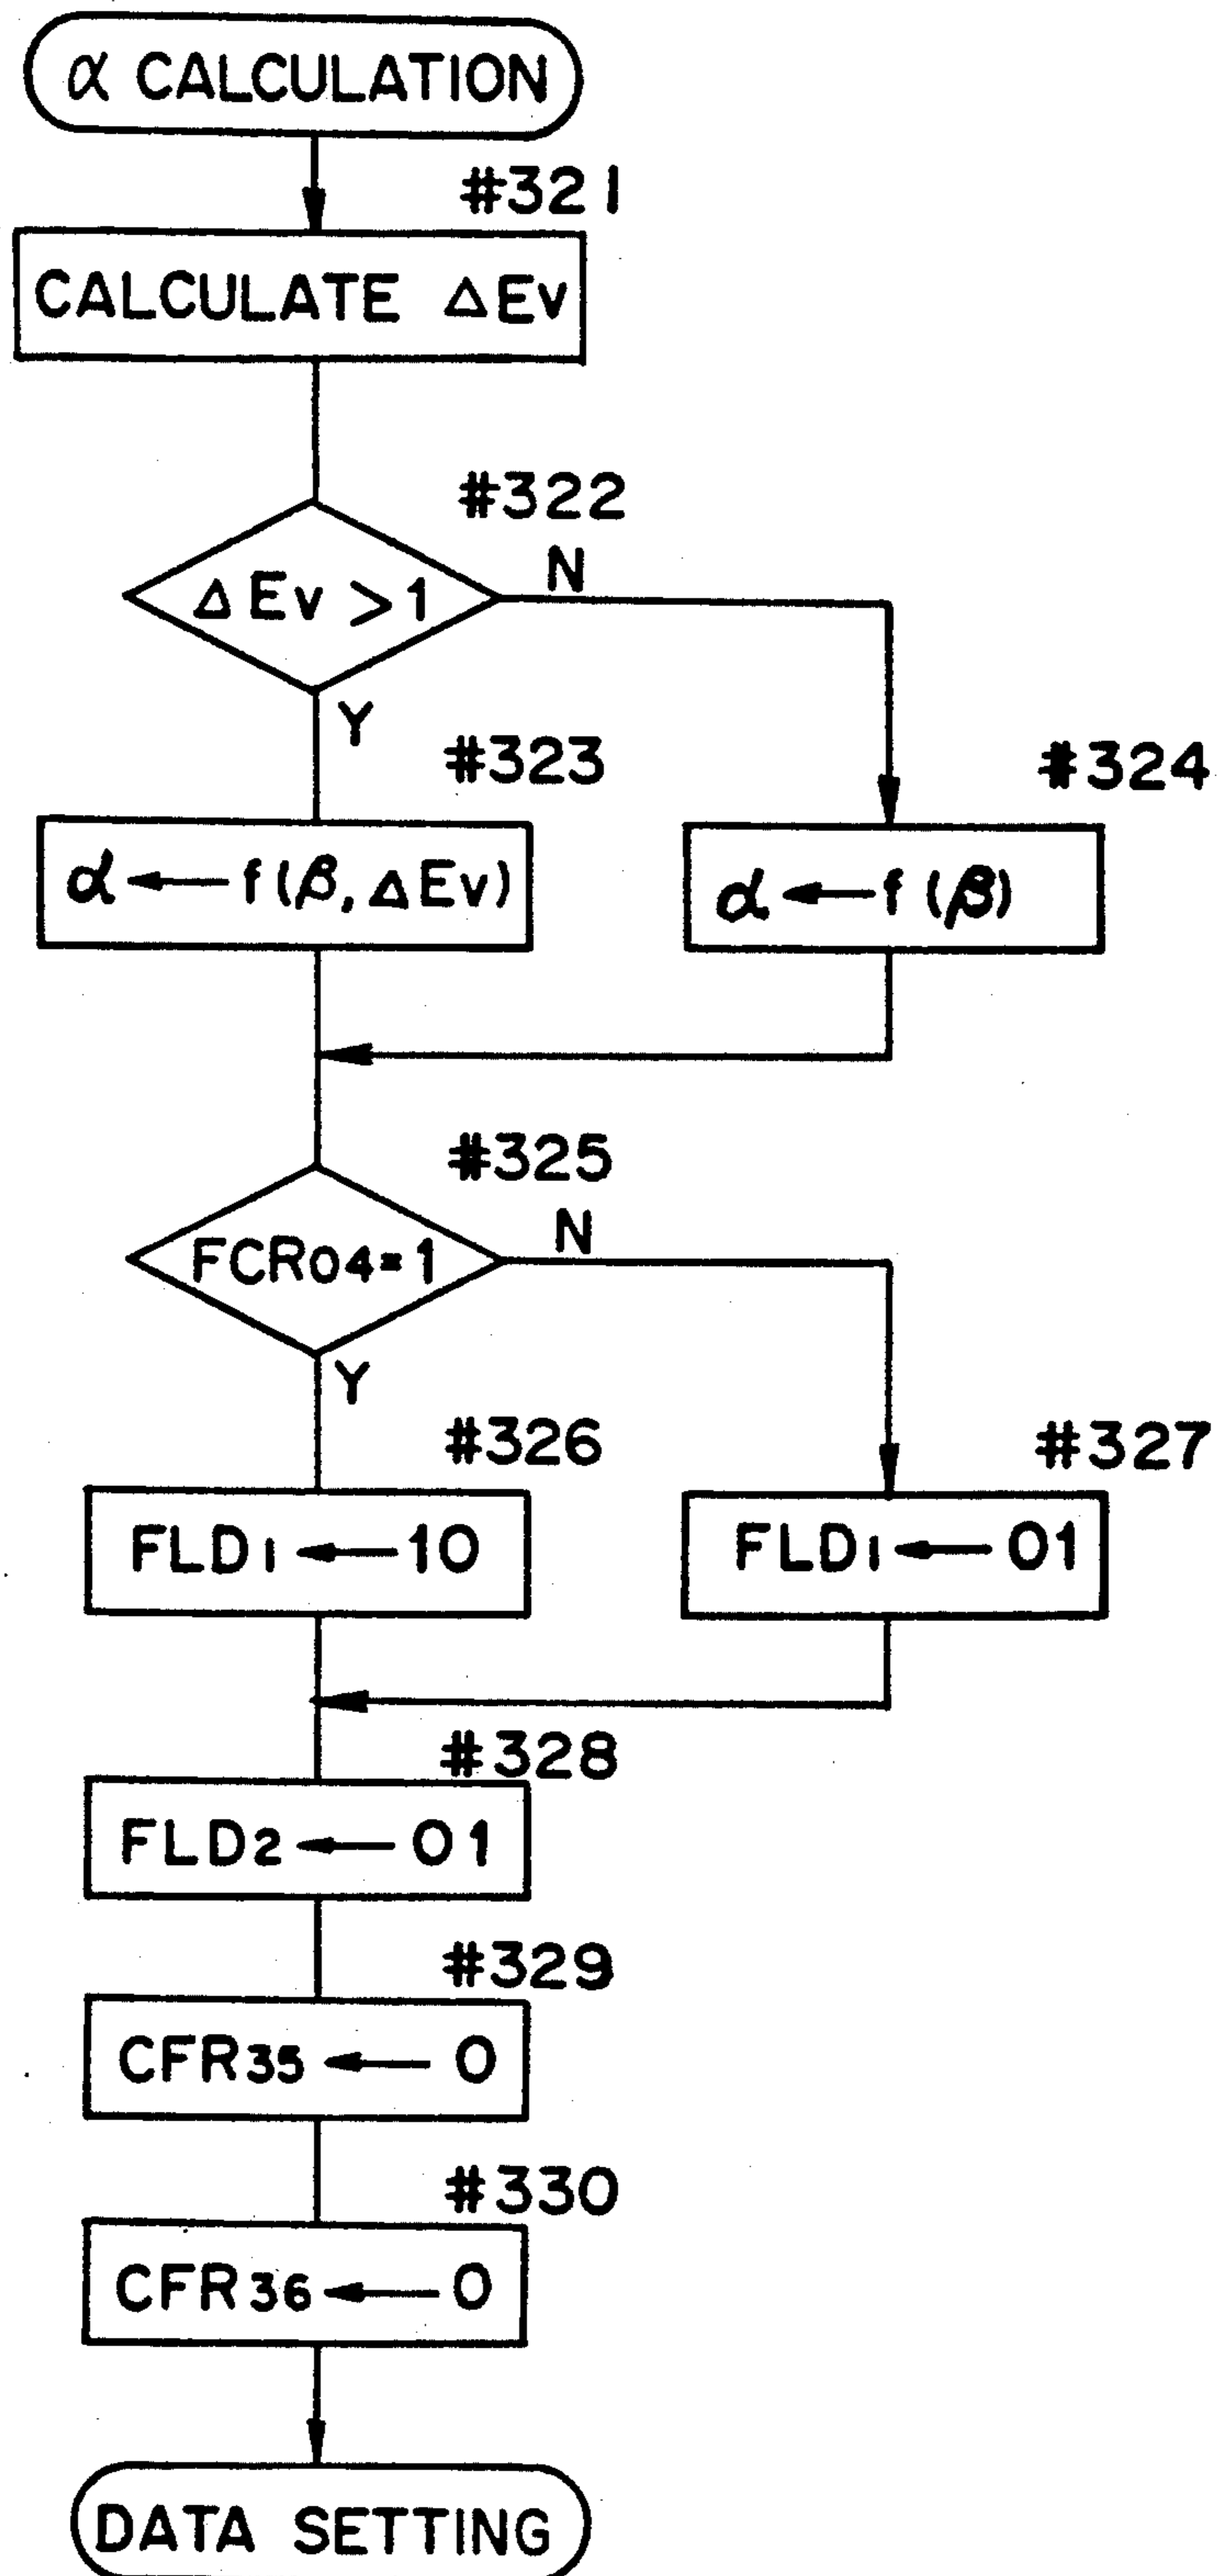 α CALCULATION
#321
CALCULATE ΔEv
#322
ΔEv > 1
N
Y
#323
#324
α ← f(β, ΔEv)
α ← f(β)
#325
FCR04=1
N
Y
#326
#327
FLD1 ← 10
FLD1 ← 01
#328
FLD2 ← 01
#329
CFR35 ← 0
#330
CFR36 ← 0
DATA SETTING